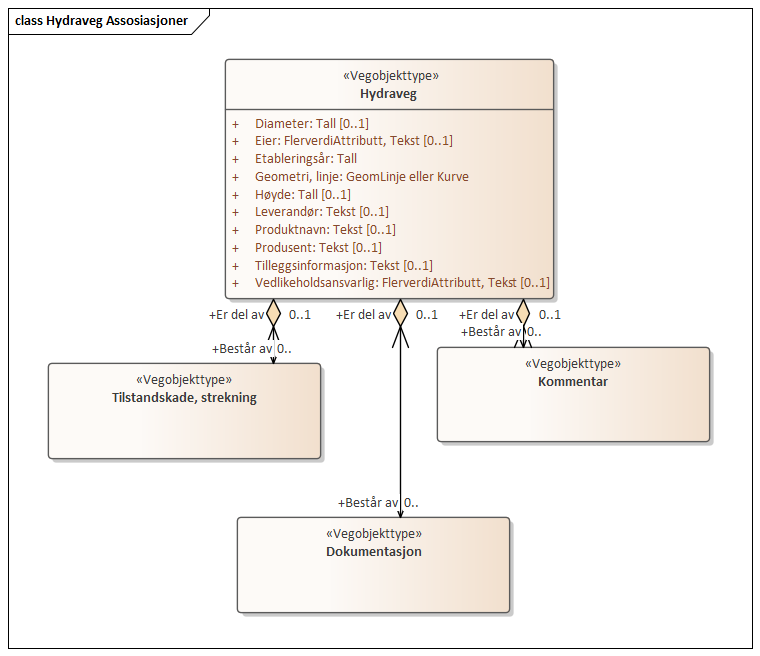 class Hydraveg Assosiasjoner
«Vegobjekttype»
Hydraveg
+ Diameter: Tall [0..1]
+ Eier: FlerverdiAttributt, Tekst [0..1]
+ Etableringsår: Tall
+ Geometri, linje: GeomLinje eller Kurve
+ Høyde: Tall [0..1]
+ Leverandør: Tekst [0..1]
+ Produktnavn: Tekst [0..1]
+ Produsent: Tekst [0..1]
+ Tilleggsinformasjon: Tekst [0..1]
+ Vedlikeholdsansvarlig: FlerverdiAttributt, Tekst [0..1]
+Er del av 0..1
+Er del av 0..1
+Er del av 0..1
+Består av 0..
+Består av 0..
«Vegobjekttype»
Tilstandskade, strekning
«Vegobjekttype»
Kommentar
+Består av 0..
«Vegobjekttype»
Dokumentasjon